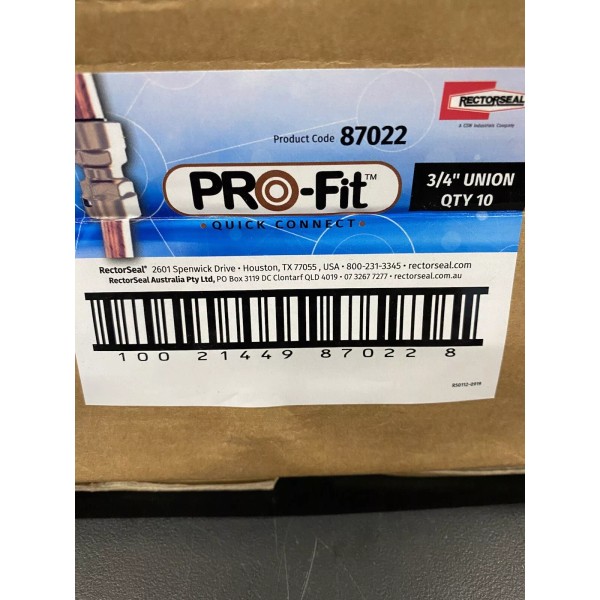 RECTORSEAL
A CSW Industrials Company
Product Code 87022
PRO-Fit™
• QUICK CONNECT •
3/4" UNION
QTY 10
RectorSeal® 2601 Spenwick Drive • Houston, TX 77055 , USA • 800-231-3345 • rectorseal.com
RectorSeal Australia Pty Ltd, PO Box 3119 DC Clontarf QLD 4019 • 07 3267 7277 • rectorseal.com.au
100 21449 87022 8